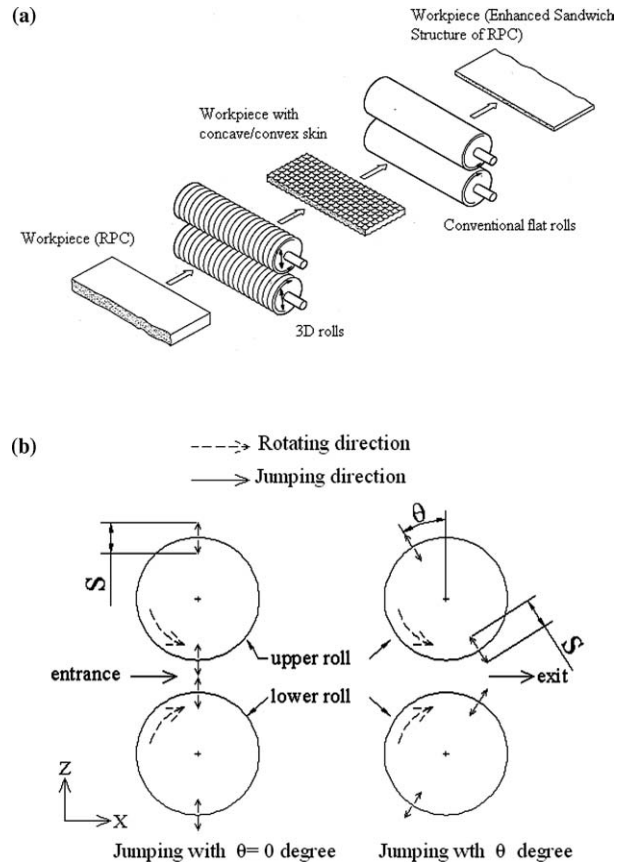 (a)
Workpiece (Enhanced Sandwich
Structure of RPC)
Workpiece with
concave/convex skin
Conventional flat rolls
Workpiece (RPC)
3D rolls
(b)
Rotating direction
Jumping direction
θ
S
S
upper roll
entrance
exit
lower roll
Z
X
Jumping with θ= 0 degree
Jumping wth θ degree